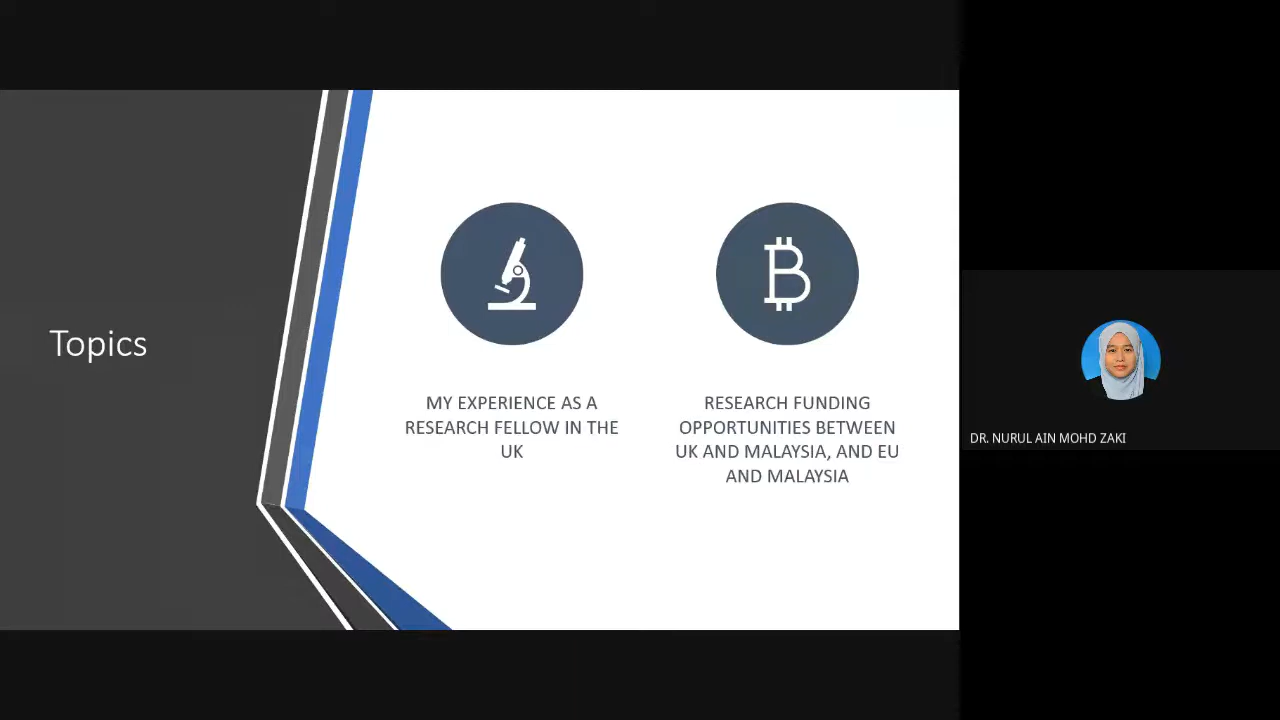 Topics
MY EXPERIENCE AS A
RESEARCH FELLOW IN THE
UK
RESEARCH FUNDING
OPPORTUNITIES BETWEEN
UK AND MALAYSIA, AND EU
AND MALAYSIA
DR. NURUL AIN MOHD ZAKI